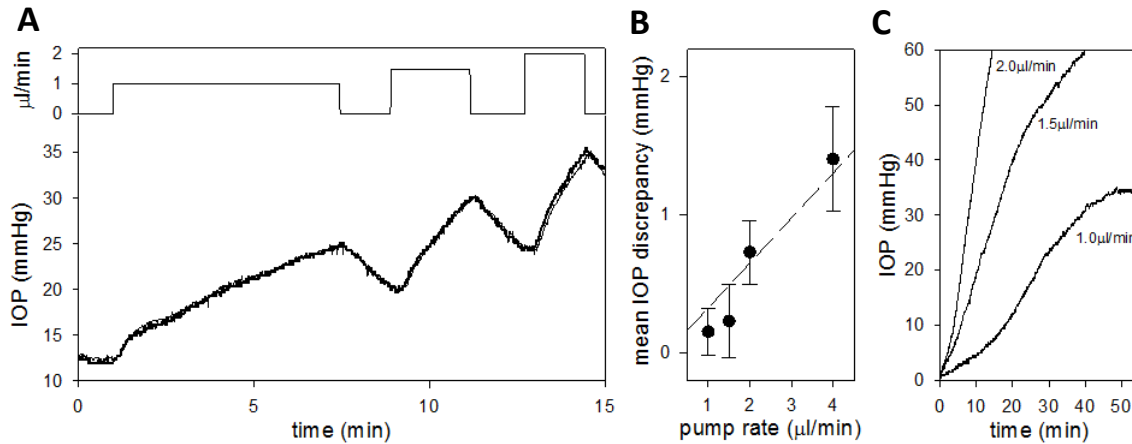 A
μl/min
2
1
0
IOP (mmHg)
35
30
25
20
15
10
0
5
10
15
time (min)
B
mean IOP discrepancy (mmHg)
2
1
0
1
2
3
4
pump rate (μl/min)
C
IOP (mmHg)
60
50
40
30
20
10
0
2.0μl/min
1.5μl/min
1.0μl/min
0
10
20
30
40
50
time (min)